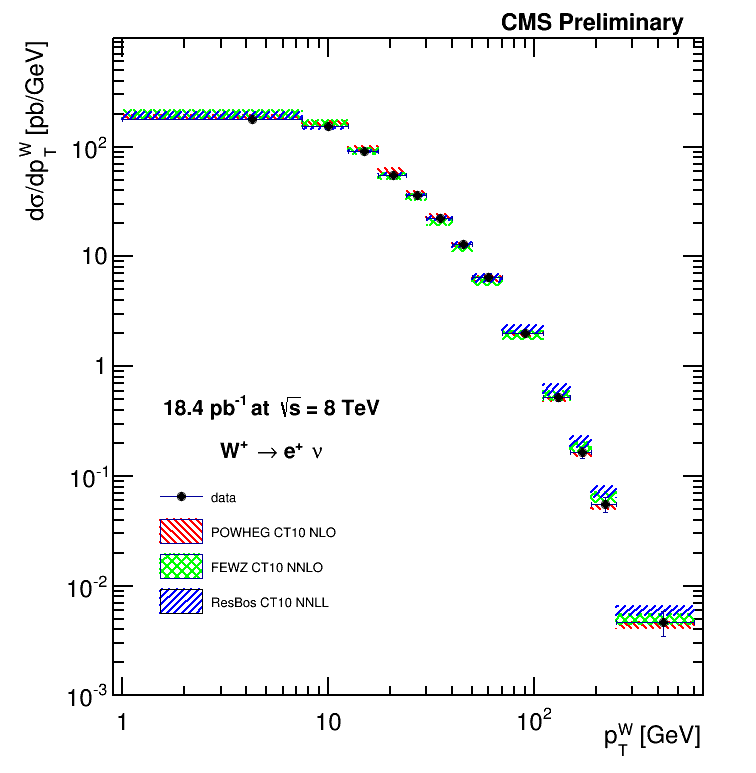 CMS Preliminary
dσ/dp_T^W [pb/GeV]
10^2
10
1
10^-1
10^-2
10^-3
18.4 pb^-1 at √s = 8 TeV
W^+ → e^+ ν
data
POWHEG CT10 NLO
FEWZ CT10 NNLO
ResBos CT10 NNLL
1 10 10^2
p_T^W [GeV]